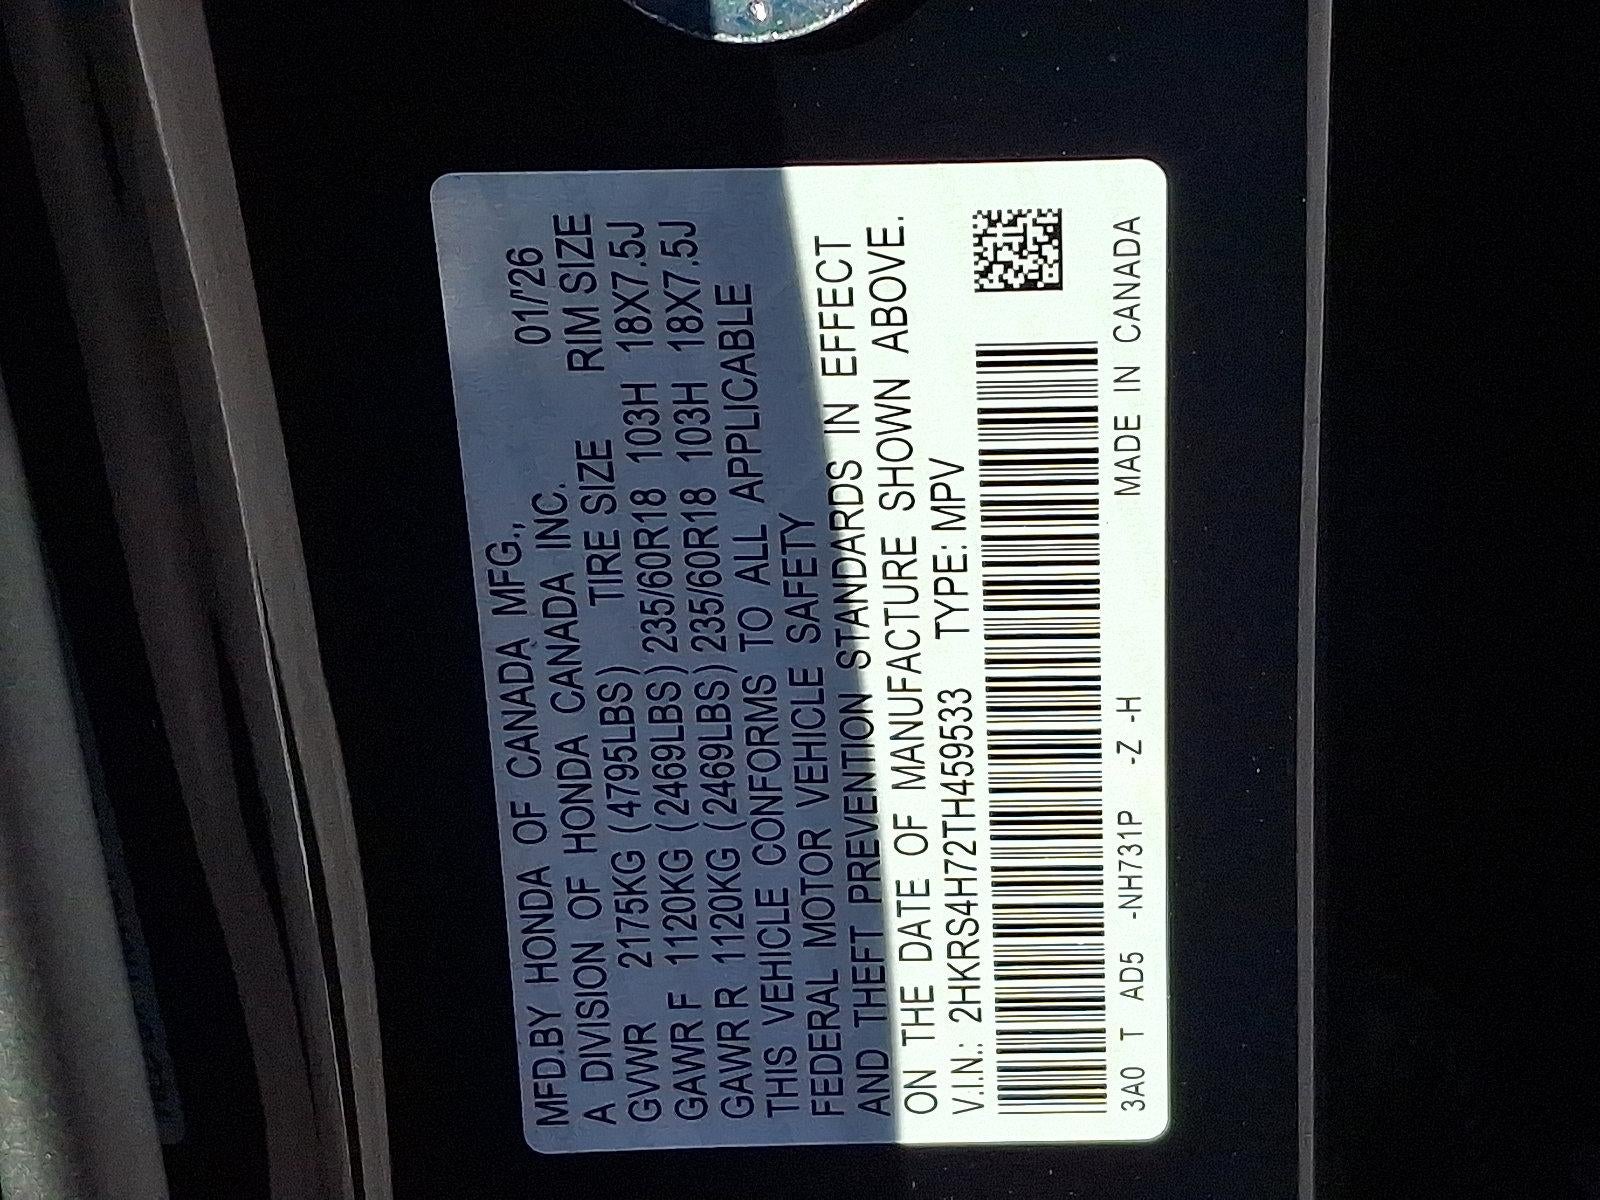 MFD.BY HONDA OF CANADA MFG., 01/'26
A DIVISION OF HONDA CANADA INC.
GVWR 2175KG (4795LBS) TIRE SIZE RIM SIZE
GAWR F 1120KG (2469LBS) 235/60R18 103H 18X7.5J
GAWR R 1120KG (2469LBS) 235/60R18 103H 18X7.5J
THIS VEHICLE CONFORMS TO ALL APPLICABLE
FEDERAL MOTOR VEHICLE SAFETY
AND THEFT PREVENTION STANDARDS IN EFFECT
ON THE DATE OF MANUFACTURE SHOWN ABOVE.
V.I.N.: 2HKRS4H72TH459533 TYPE: MPV
3A0 T AD5 -NH731P -Z -H MADE IN CANADA